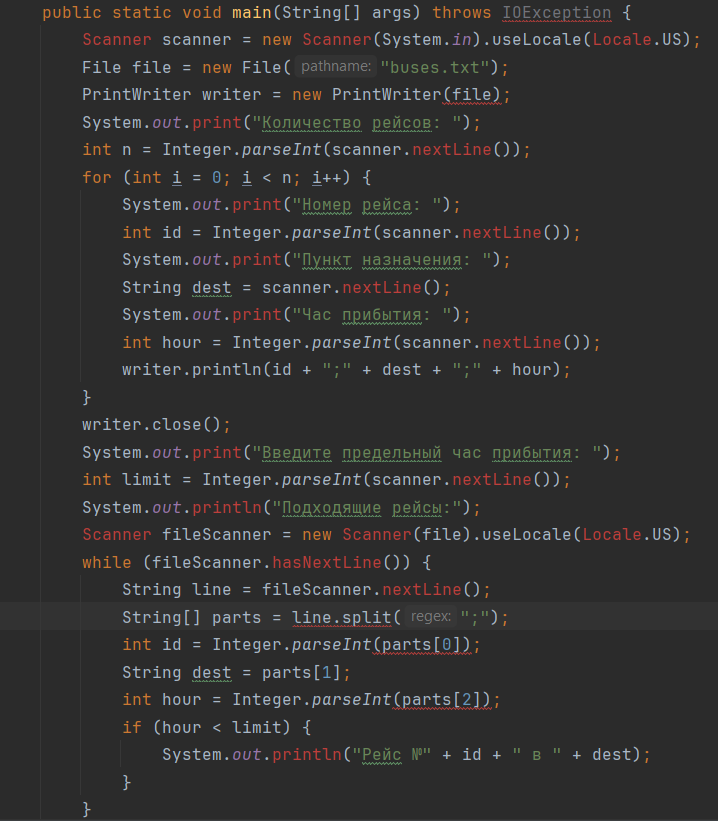 public static void main(String[] args) throws IOException {
Scanner scanner = new Scanner(System.in).useLocale(Locale.US);
File file = new File( pathname: "buses.txt");
PrintWriter writer = new PrintWriter(file);
System.out.print("Количество рейсов: ");
int n = Integer.parseInt(scanner.nextLine());
for (int i = 0; i < n; i++) {
System.out.print("Номер рейса: ");
int id = Integer.parseInt(scanner.nextLine());
System.out.print("Пункт назначения: ");
String dest = scanner.nextLine();
System.out.print("Час прибытия: ");
int hour = Integer.parseInt(scanner.nextLine());
writer.println(id + ";" + dest + ";" + hour);
}
writer.close();
System.out.print("Введите предельный час прибытия: ");
int limit = Integer.parseInt(scanner.nextLine());
System.out.println("Подходящие рейсы:");
Scanner fileScanner = new Scanner(file).useLocale(Locale.US);
while (fileScanner.hasNextLine()) {
String line = fileScanner.nextLine();
String[] parts = line.split( regex: ";");
int id = Integer.parseInt(parts[0]);
String dest = parts[1];
int hour = Integer.parseInt(parts[2]);
if (hour < limit) {
System.out.println("Рейс №" + id + " в " + dest);
}
}